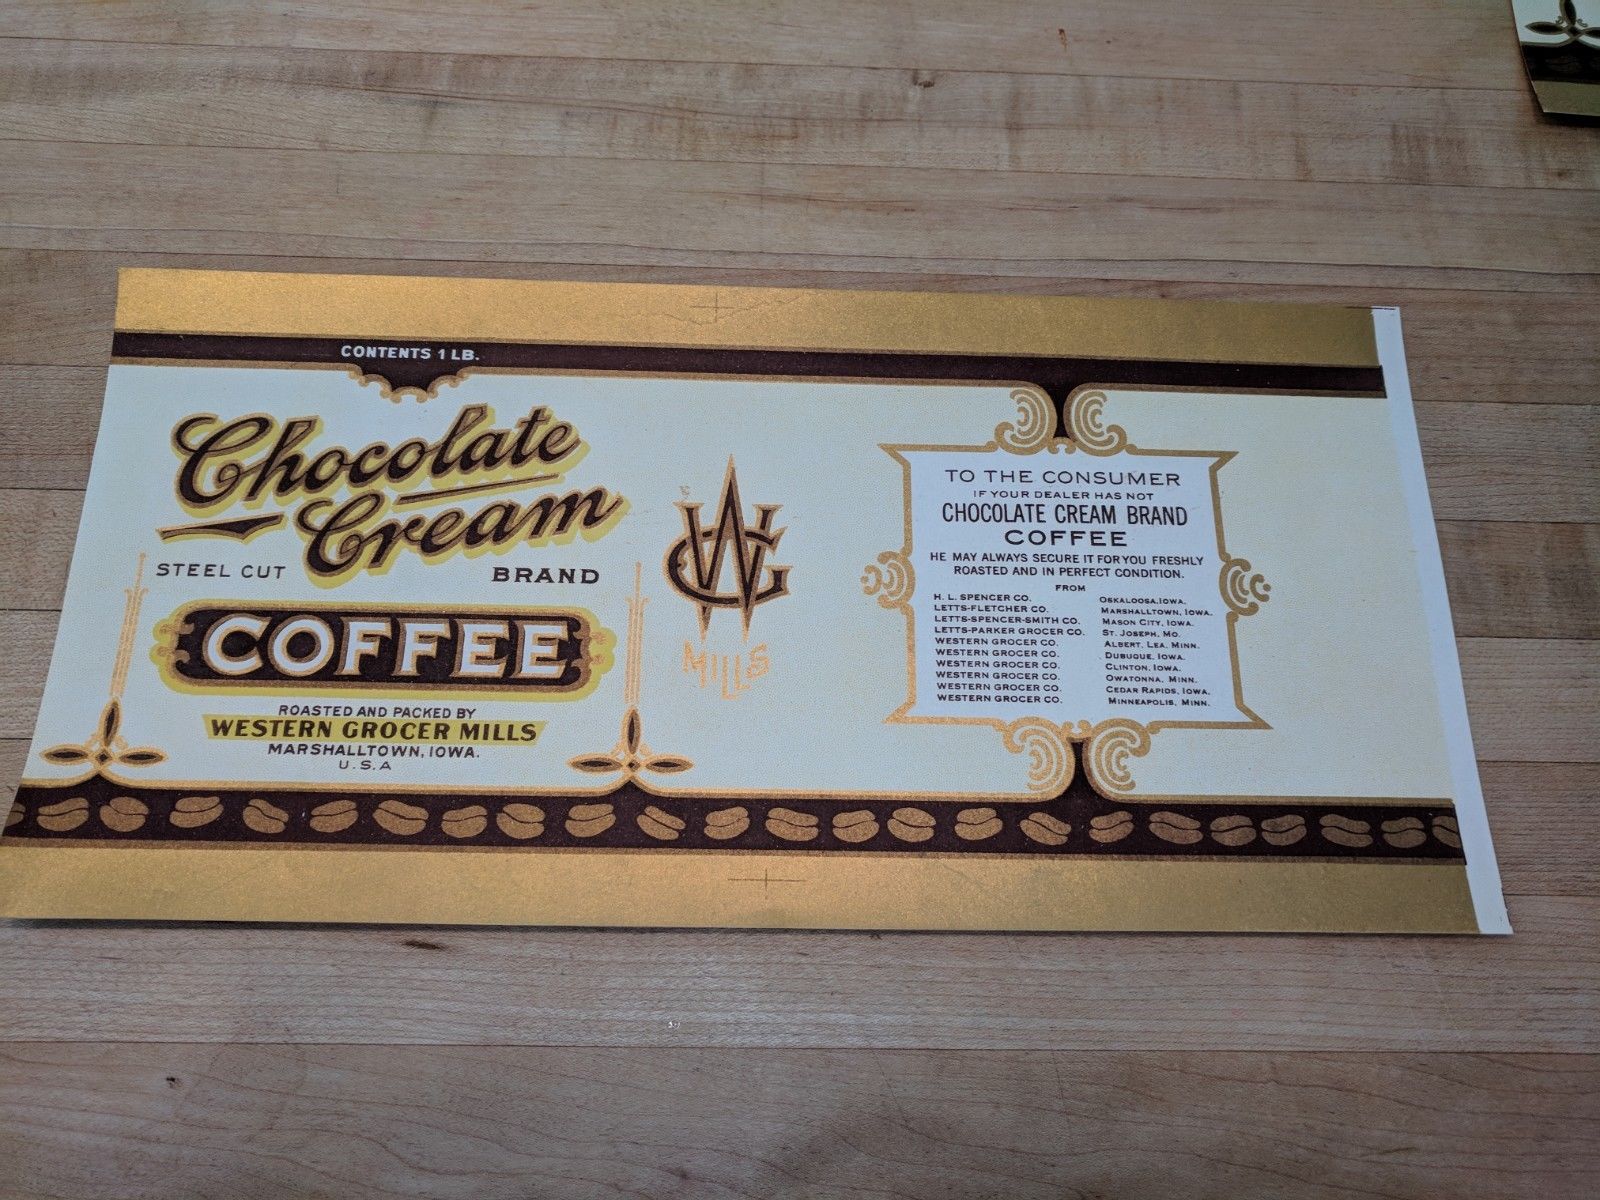 CONTENTS 1 LB.
Chocolate
Cream
STEEL CUT BRAND
COFFEE
ROASTED AND PACKED BY
WESTERN GROCER MILLS
MARSHALLTOWN, IOWA.
U.S.A
WG
MILLS
TO THE CONSUMER
IF YOUR DEALER HAS NOT
CHOCOLATE CREAM BRAND
COFFEE
HE MAY ALWAYS SECURE IT FOR YOU FRESHLY
ROASTED AND IN PERFECT CONDITION.
FROM
H. L. SPENCER CO. OSKALOOSA, IOWA.
LETTS-FLETCHER CO. MARSHALLTOWN, IOWA.
LETTS-SPENCER-SMITH CO. MASON CITY, IOWA.
LETTS-PARKER GROCER CO. ST. JOSEPH, MO.
WESTERN GROCER CO. ALBERT, LEA, MINN.
WESTERN GROCER CO. DUBUQUE, IOWA.
WESTERN GROCER CO. CLINTON, IOWA.
WESTERN GROCER CO. OWATONNA, MINN.
WESTERN GROCER CO. CEDAR RAPIDS, IOWA.
WESTERN GROCER CO. MINNEAPOLIS, MINN.